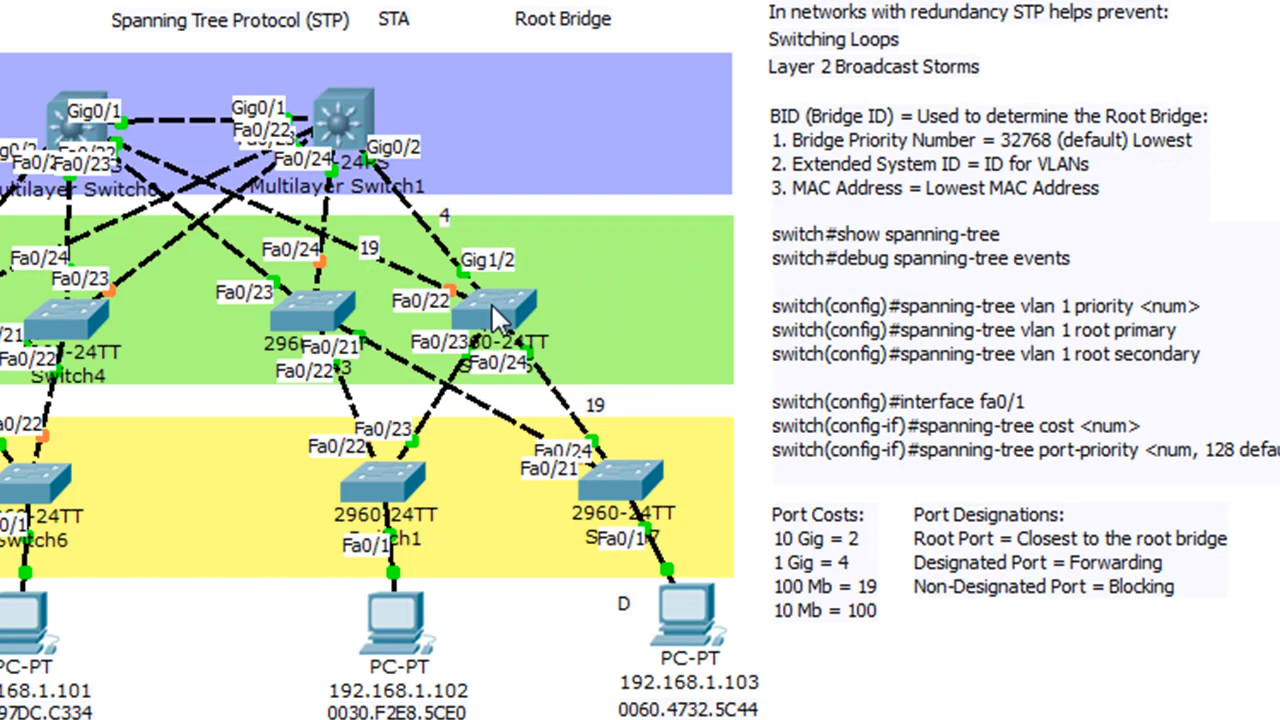 Spanning Tree Protocol (STP) STA Root Bridge
In networks with redundancy STP helps prevent:
Switching Loops
Layer 2 Broadcast Storms
BID (Bridge ID) = Used to determine the Root Bridge:
1. Bridge Priority Number = 32768 (default) Lowest
2. Extended System ID = ID for VLANs
3. MAC Address = Lowest MAC Address
switch#show spanning-tree
switch#debug spanning-tree events
switch(config)#spanning-tree vlan 1 priority <num>
switch(config)#spanning-tree vlan 1 root primary
switch(config)#spanning-tree vlan 1 root secondary
switch(config)#interface fa0/1
switch(config-if)#spanning-tree cost <num>
switch(config-if)#spanning-tree port-priority <num, 128 defau
Port Costs:
10 Gig = 2
1 Gig = 4
100 Mb = 19
10 Mb = 100
Port Designations:
Root Port = Closest to the root bridge
Designated Port = Forwarding
Non-Designated Port = Blocking
Gig0/1
Gig0/1
Fa0/22
Fa0/23
Fa0/24
Gig0/2
Multilayer Switch1
4
Fa0/24
Fa0/24
19
Gig1/2
Fa0/23
Fa0/23
Fa0/22
Fa0/21
Fa0/23
Fa0/22
-24TT
Switch4
Fa0/22
Fa0/24
19
Fa0/23
Fa0/22
Fa0/24
Fa0/21
-24TT
2960-24TT
2960-24TT
Fa0/1
Fa0/1
D
PC-PT
PC-PT
PC-PT
168.1.101
192.168.1.102
192.168.1.103
97DC.C334
0030.F2E8.5CE0
0060.4732.5C44